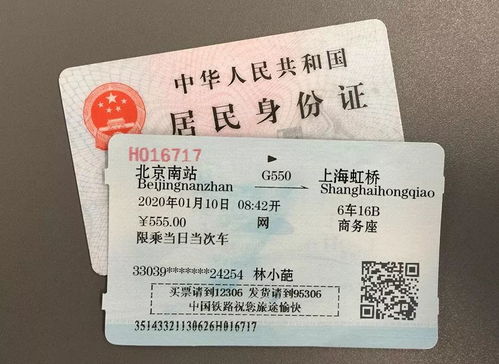 中华人民共和国
居民身份证
H016717
北京南站 G550 上海虹桥
Beijingnanzhan Shanghaihongqiao
2020年01月10日 08:42开 6车16B
¥555.00 网 商务座
限乘当日当次车
33039*******24254 林小葩
买票请到12306 发货请到95306
中国铁路祝您旅途愉快
35143321130626H016717